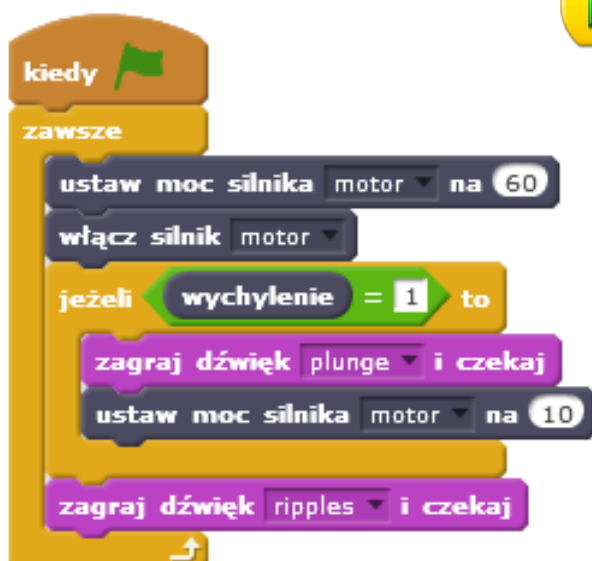 kiedy
zawsze
ustaw moc silnika motor na 60
włącz silnik motor
jeżeli wychylenie = 1 to
zagraj dźwięk plunge i czekaj
ustaw moc silnika motor na 10
zagraj dźwięk ripples i czekaj